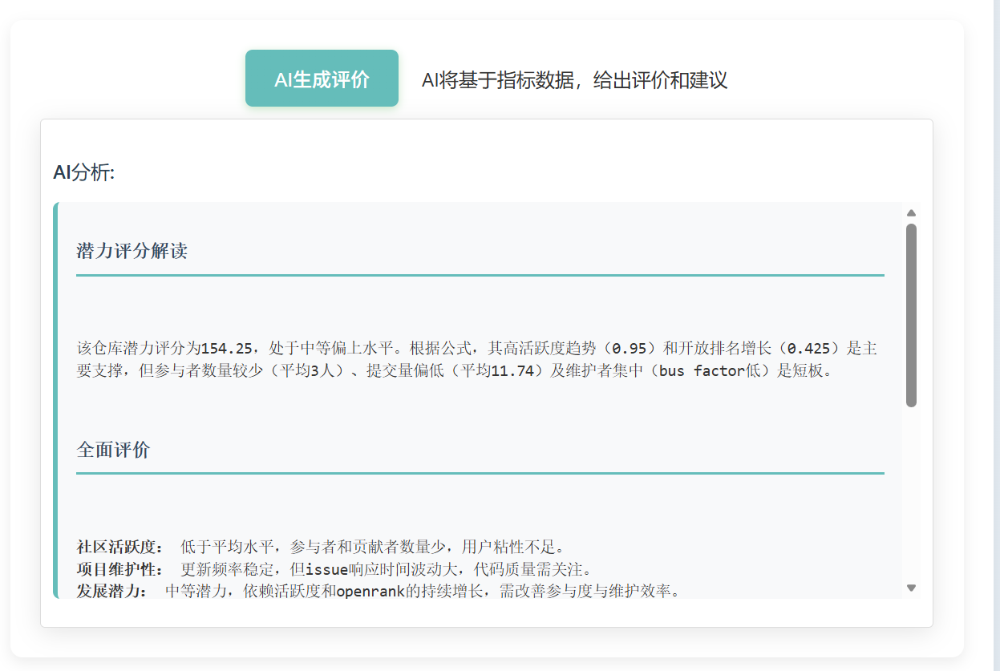 AI生成评价
AI将基于指标数据，给出评价和建议
AI分析:
潜力评分解读
该仓库潜力评分为154.25，处于中等偏上水平。根据公式，其高活跃度趋势（0.95）和开放排名增长（0.425）是主
要支撑，但参与者数量较少（平均3人）、提交量偏低（平均11.74）及维护者集中（bus factor低）是短板。
全面评价
社区活跃度： 低于平均水平，参与者和贡献者数量少，用户粘性不足。
项目维护性： 更新频率稳定，但issue响应时间波动大，代码质量需关注。
发展潜力： 中等潜力，依赖活跃度和openrank的持续增长，需改善参与度与维护效率。